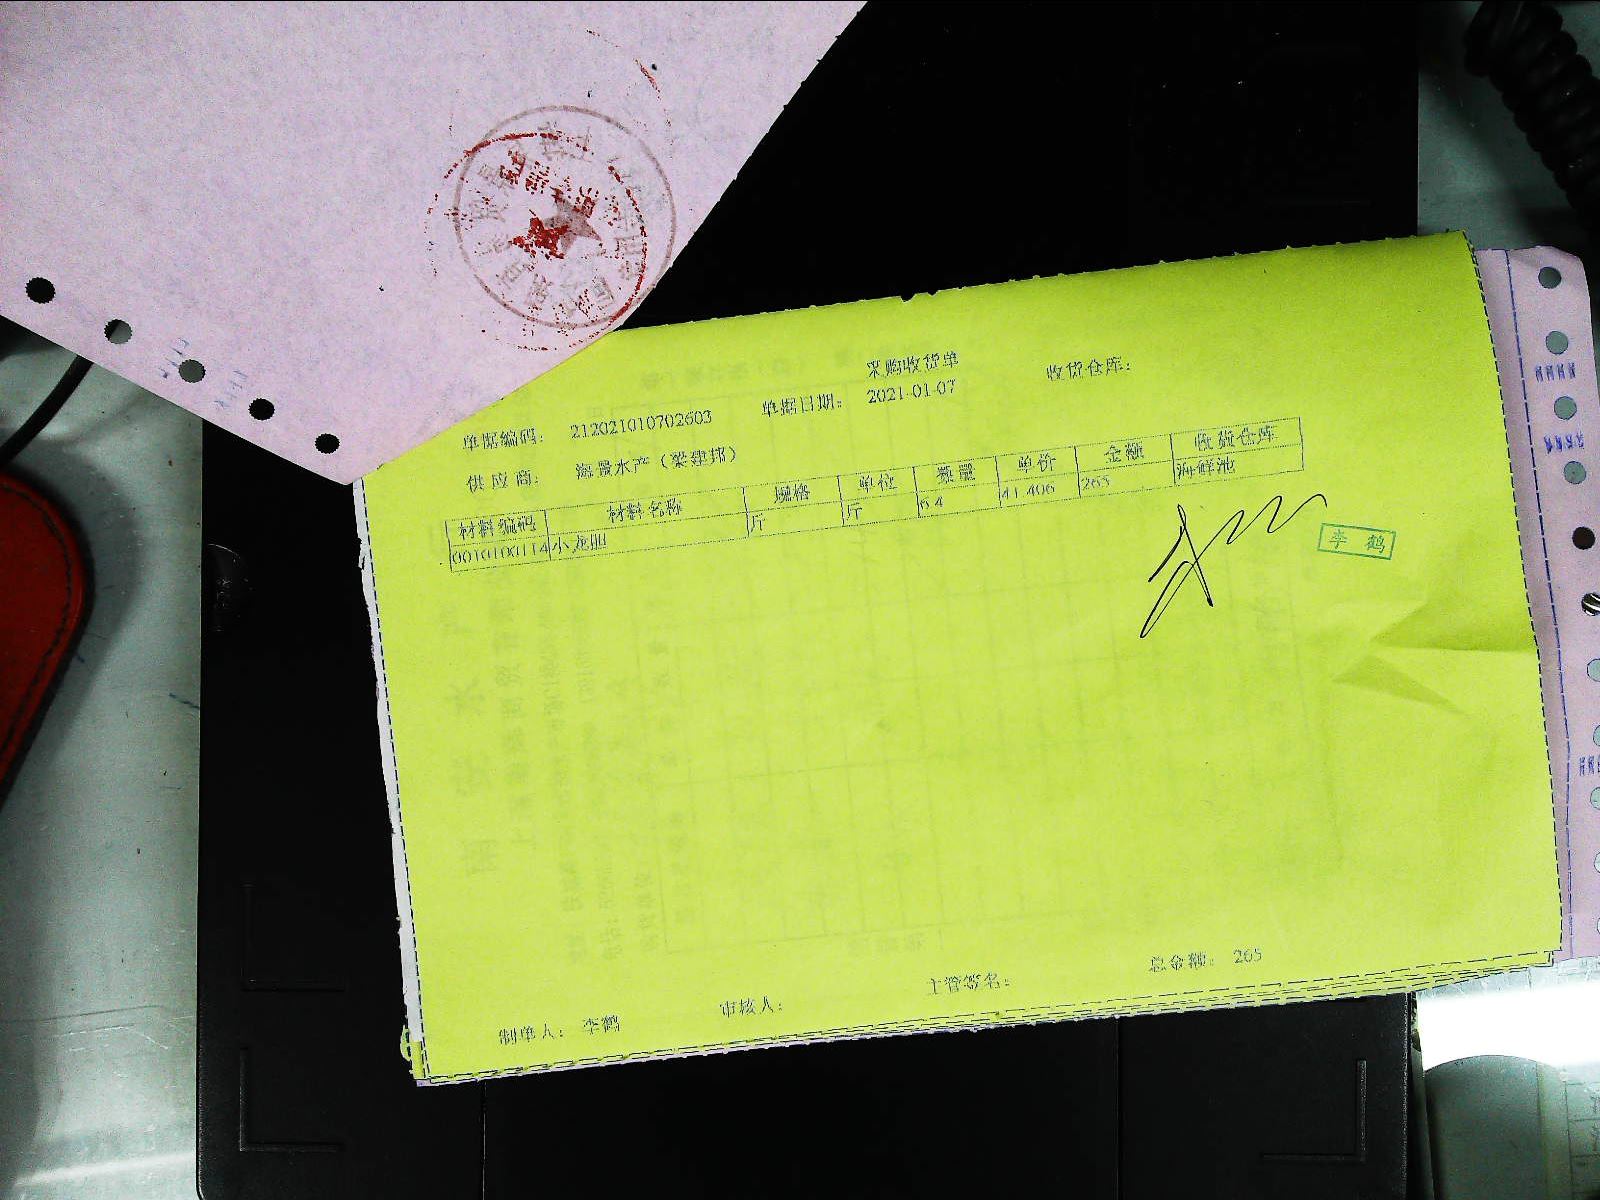 采购收货单
单据编码： 212021010702603 单据日期： 2021-01-07 收货仓库：
供应商： 海景水产（梁建邦）
材料编码 材料名称 规格 单位 数量 单价 金额 收货仓库
0010100114 小龙胆 斤 斤 6.4 41.406 265 海鲜池
李 鹤
制单人： 李鹤 审核人： 主管签名： 总金额： 265